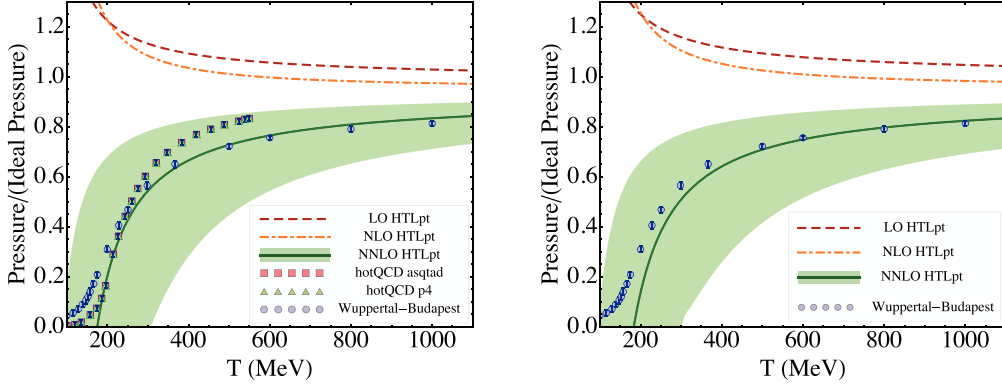 Pressure/(Ideal Pressure)
1.2
1.0
0.8
0.6
0.4
0.2
0.0
200 400 600 800 1000
T (MeV)
LO HTLpt
NLO HTLpt
NNLO HTLpt
hotQCD asqtad
hotQCD p4
Wuppertal−Budapest
Pressure/(Ideal Pressure)
1.2
1.0
0.8
0.6
0.4
0.2
0.0
200 400 600 800 1000
T (MeV)
LO HTLpt
NLO HTLpt
NNLO HTLpt
Wuppertal−Budapest